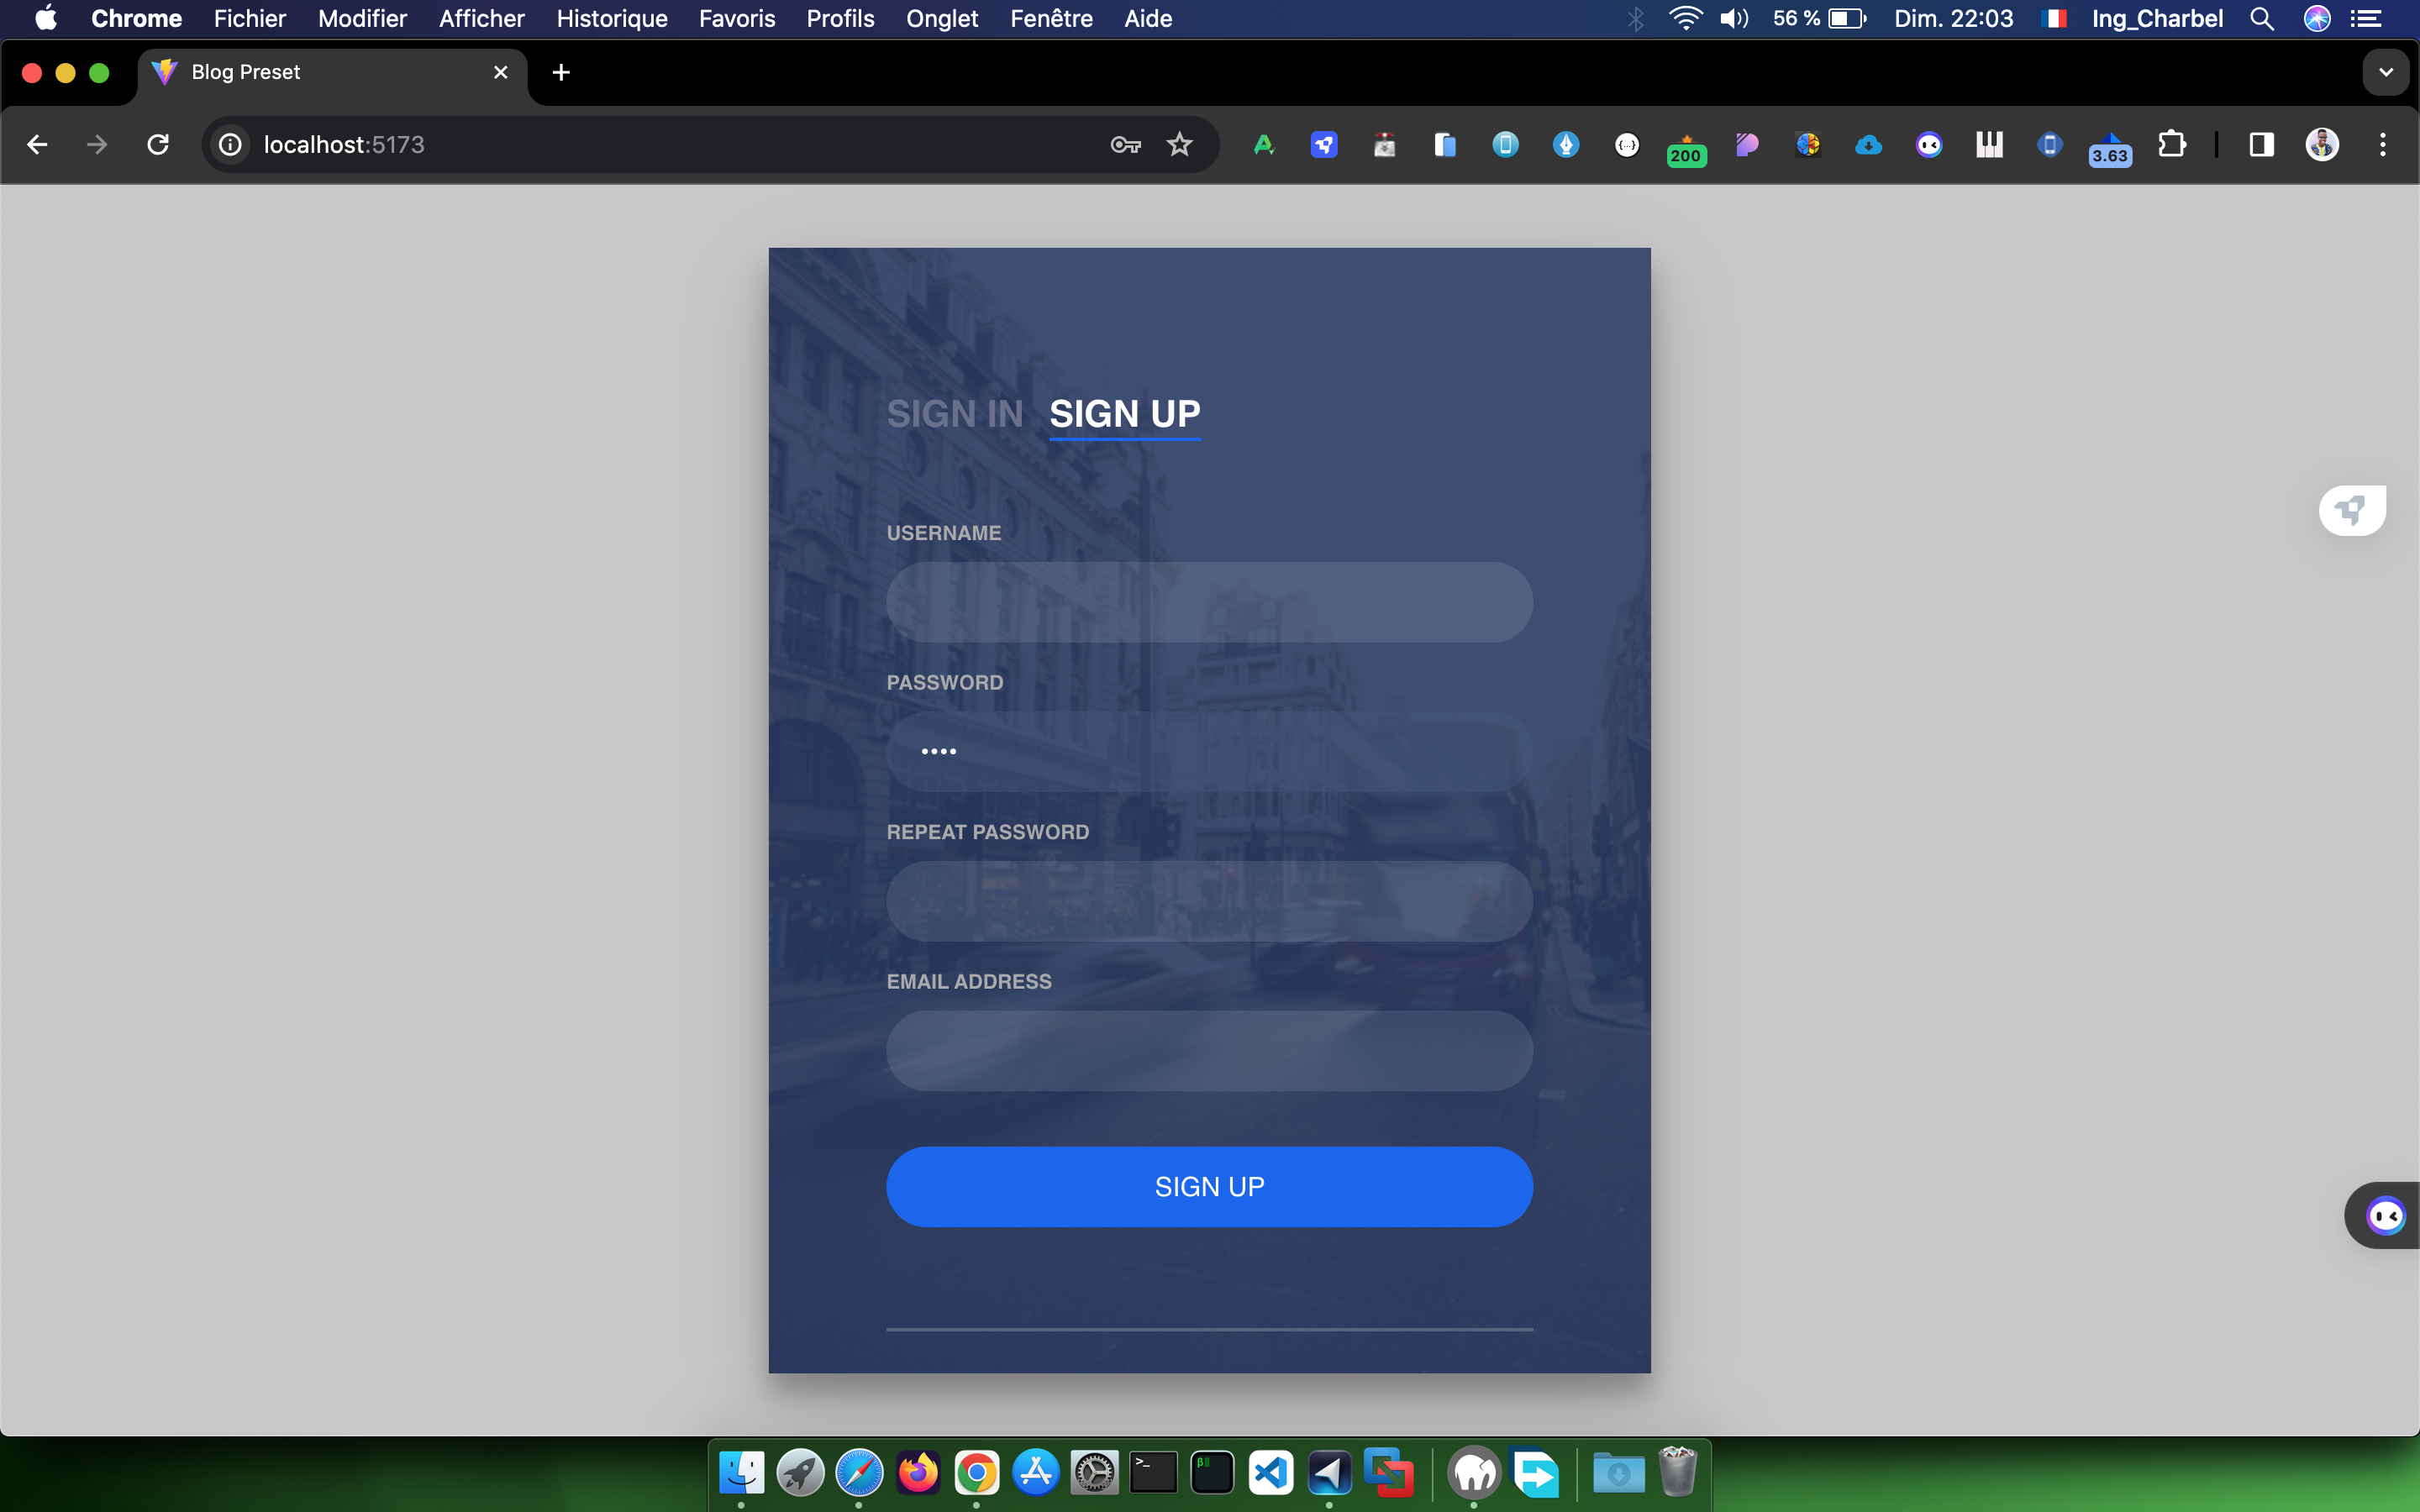 Chrome Fichier Modifier Afficher Historique Favoris Profils Onglet Fenêtre Aide 56 % Dim. 22:03 Ing_Charbel
Blog Preset
localhost:5173
200
3.63
SIGN IN SIGN UP
USERNAME
PASSWORD
••••
REPEAT PASSWORD
EMAIL ADDRESS
SIGN UP